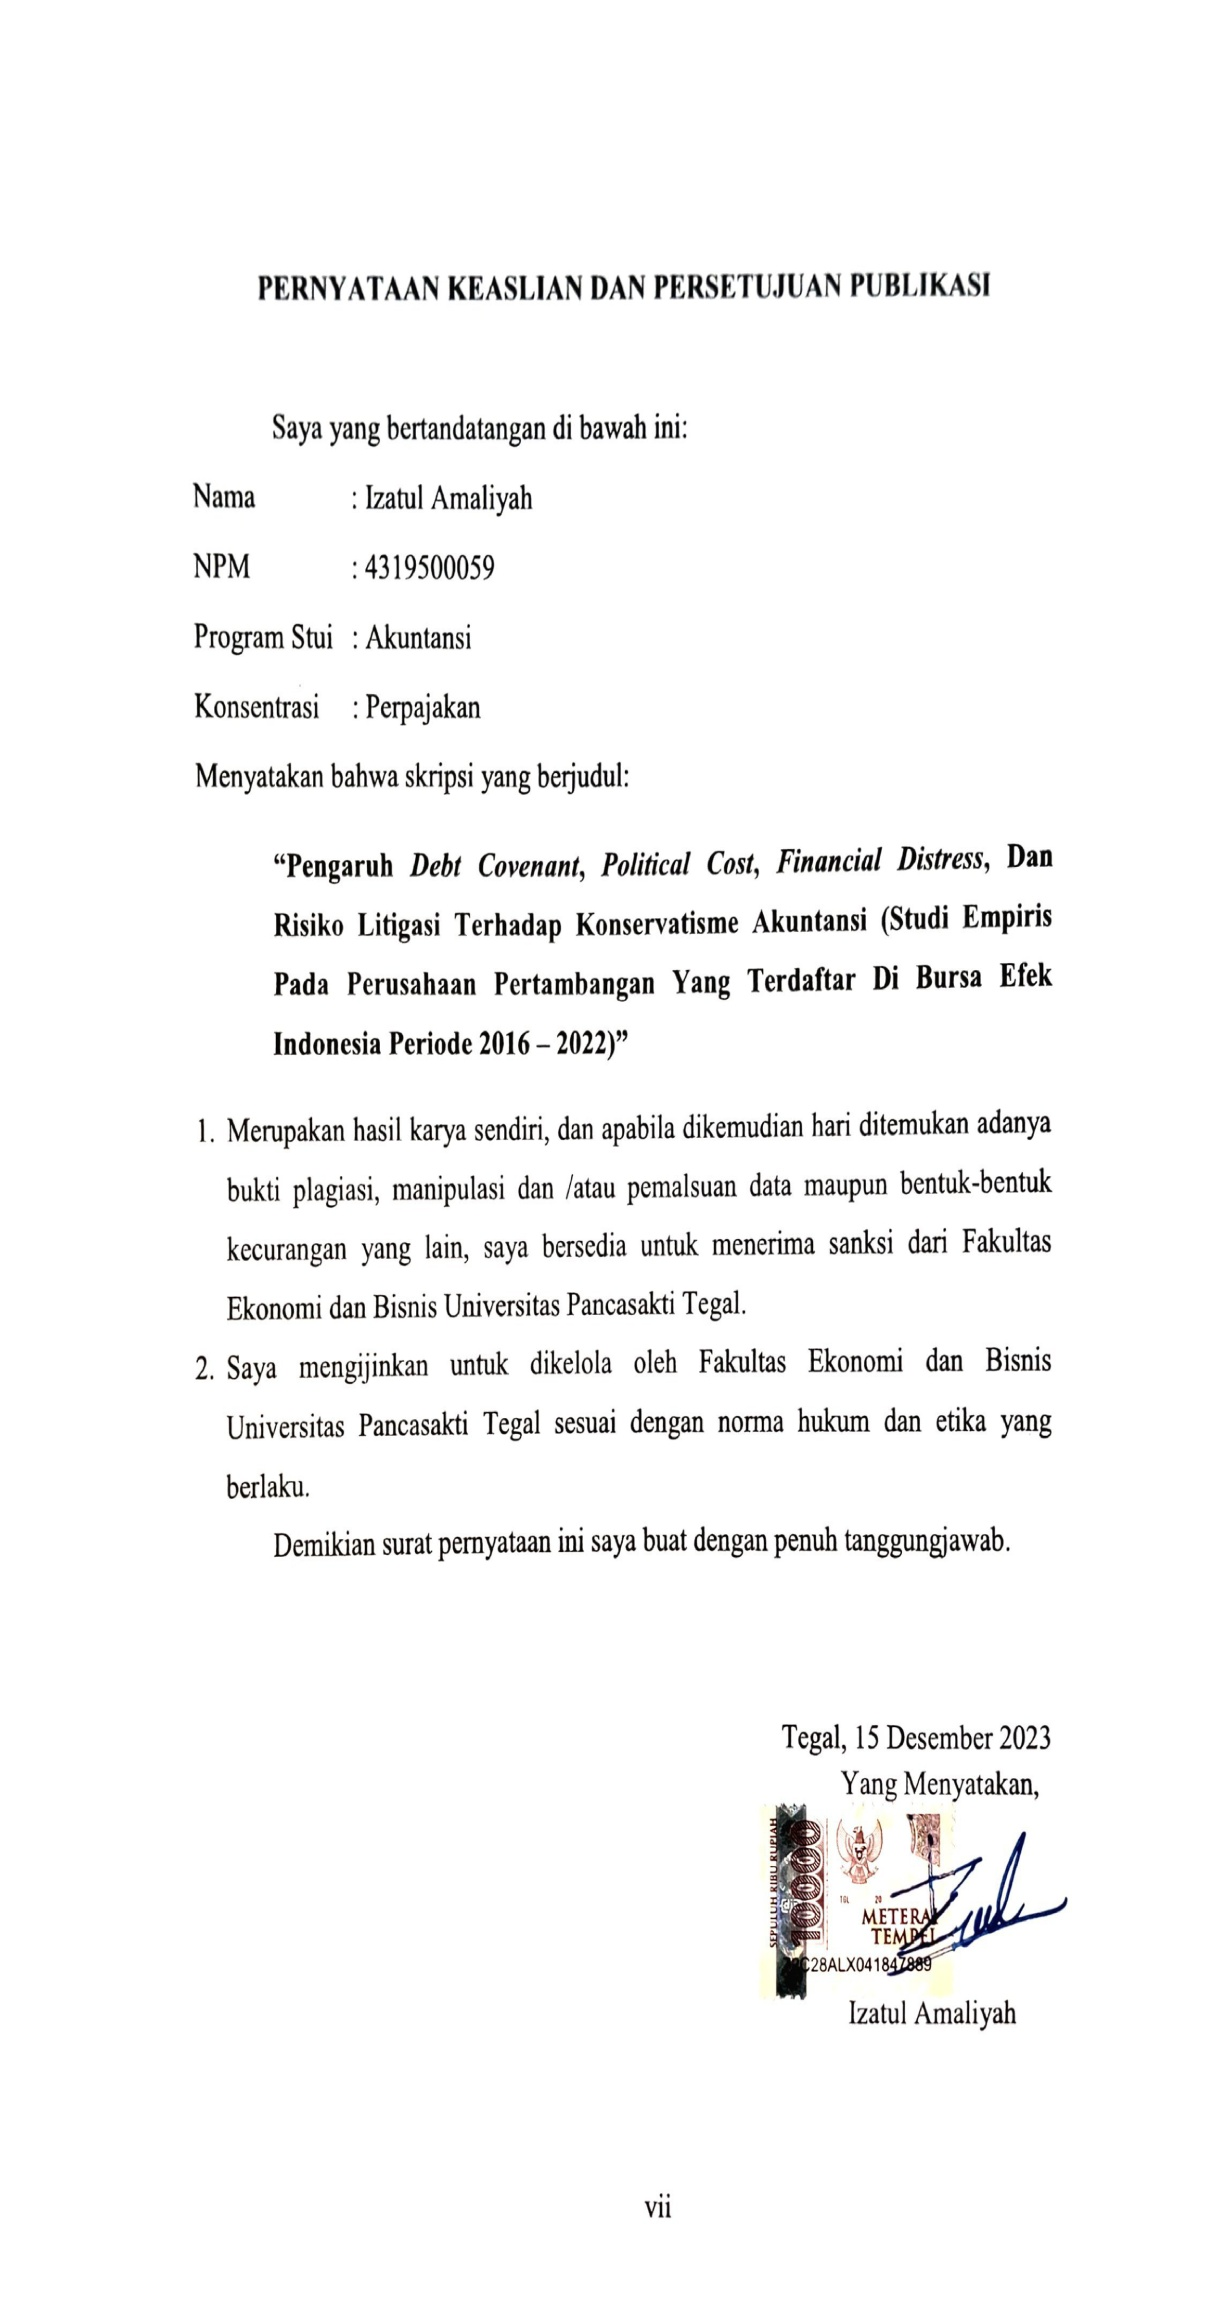 PERNYATAAN KEASLIAN DAN PERSETUJUAN PUBLIKASI
Saya yang bertandatangan di bawah ini:
Nama : Izatul Amaliyah
NPM : 4319500059
Program Stui : Akuntansi
Konsentrasi : Perpajakan
Menyatakan bahwa skripsi yang berjudul:
“Pengaruh Debt Covenant, Political Cost, Financial Distress, Dan
Risiko Litigasi Terhadap Konservatisme Akuntansi (Studi Empiris
Pada Perusahaan Pertambangan Yang Terdaftar Di Bursa Efek
Indonesia Periode 2016 – 2022)”
1. Merupakan hasil karya sendiri, dan apabila dikemudian hari ditemukan adanya
bukti plagiasi, manipulasi dan /atau pemalsuan data maupun bentuk-bentuk
kecurangan yang lain, saya bersedia untuk menerima sanksi dari Fakultas
Ekonomi dan Bisnis Universitas Pancasakti Tegal.
2. Saya mengijinkan untuk dikelola oleh Fakultas Ekonomi dan Bisnis
Universitas Pancasakti Tegal sesuai dengan norma hukum dan etika yang
berlaku.
Demikian surat pernyataan ini saya buat dengan penuh tanggungjawab.
Tegal, 15 Desember 2023
Yang Menyatakan,
SEPULUH RIBU RUPIAH
10000
TGL 20
METERAI
TEMPEL
C28ALX041847889
Izatul Amaliyah
vii